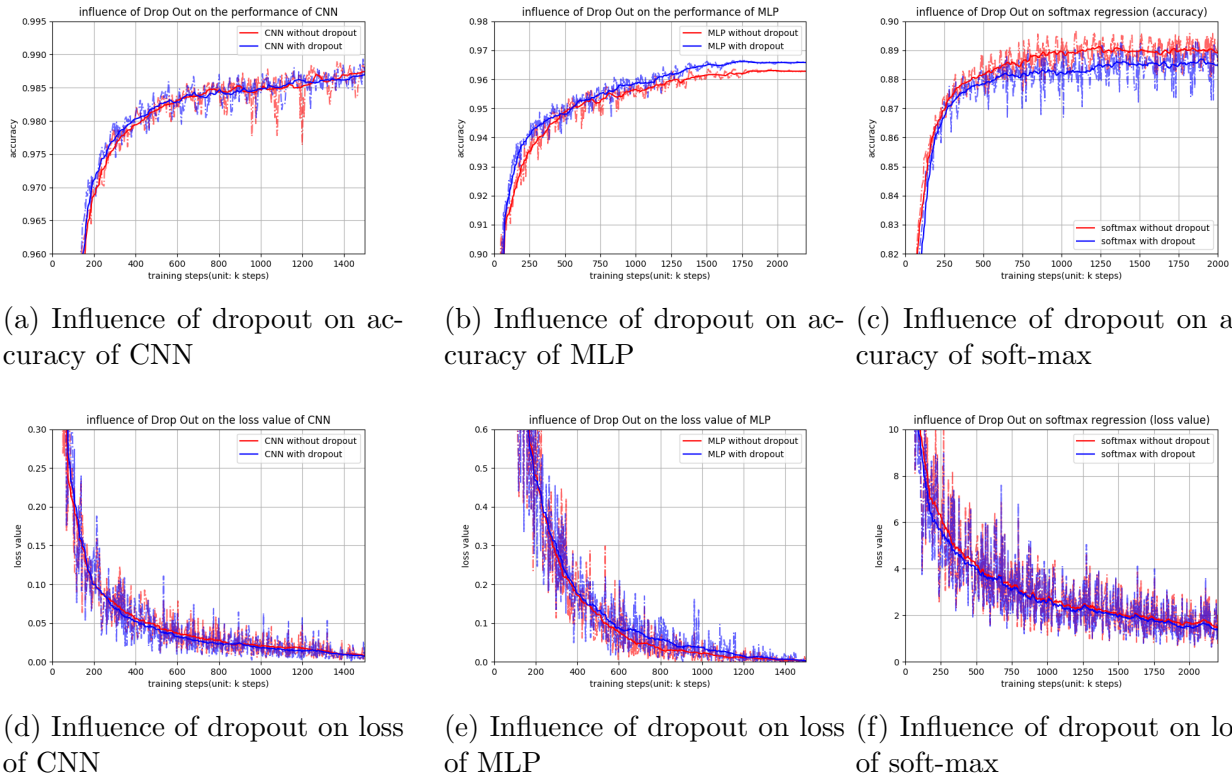 influence of Drop Out on the performance of CNN
0.995
0.990
0.985
0.980
0.975
0.970
0.965
0.960
accuracy
CNN without dropout
CNN with dropout
200 400 600 800 1000 1200 1400
training steps(unit: k steps)
influence of Drop Out on the performance of MLP
0.98
0.97
0.96
0.95
0.94
0.93
0.92
0.91
0.90
accuracy
MLP without dropout
MLP with dropout
0 250 500 750 1000 1250 1500 1750 2000
training steps(unit: k steps)
influence of Drop Out on softmax regression (accuracy)
0.90
0.89
0.88
0.87
0.86
0.85
0.84
0.83
0.82
accuracy
softmax without dropout
softmax with dropout
0 250 500 750 1000 1250 1500 1750 2000
training steps(unit: k steps)
(a) Influence of dropout on ac-
curacy of CNN
(b) Influence of dropout on ac-
curacy of MLP
(c) Influence of dropout on a
curacy of soft-max
influence of Drop Out on the loss value of CNN
0.30
0.25
0.20
0.15
0.10
0.05
0.00
loss value
CNN without dropout
CNN with dropout
0 200 400 600 800 1000 1200 1400
training steps(unit: k steps)
influence of Drop Out on the loss value of MLP
0.6
0.5
0.4
0.3
0.2
0.1
0.0
loss value
MLP without dropout
MLP with dropout
0 200 400 600 800 1000 1200 1400
training steps(unit: k steps)
influence of Drop Out on softmax regression (loss value)
10
8
6
4
2
0
loss value
softmax without dropout
softmax with dropout
0 250 500 750 1000 1250 1500 1750 2000
training steps(unit: k steps)
(d) Influence of dropout on loss
of CNN
(e) Influence of dropout on loss
of MLP
(f) Influence of dropout on lo
of soft-max